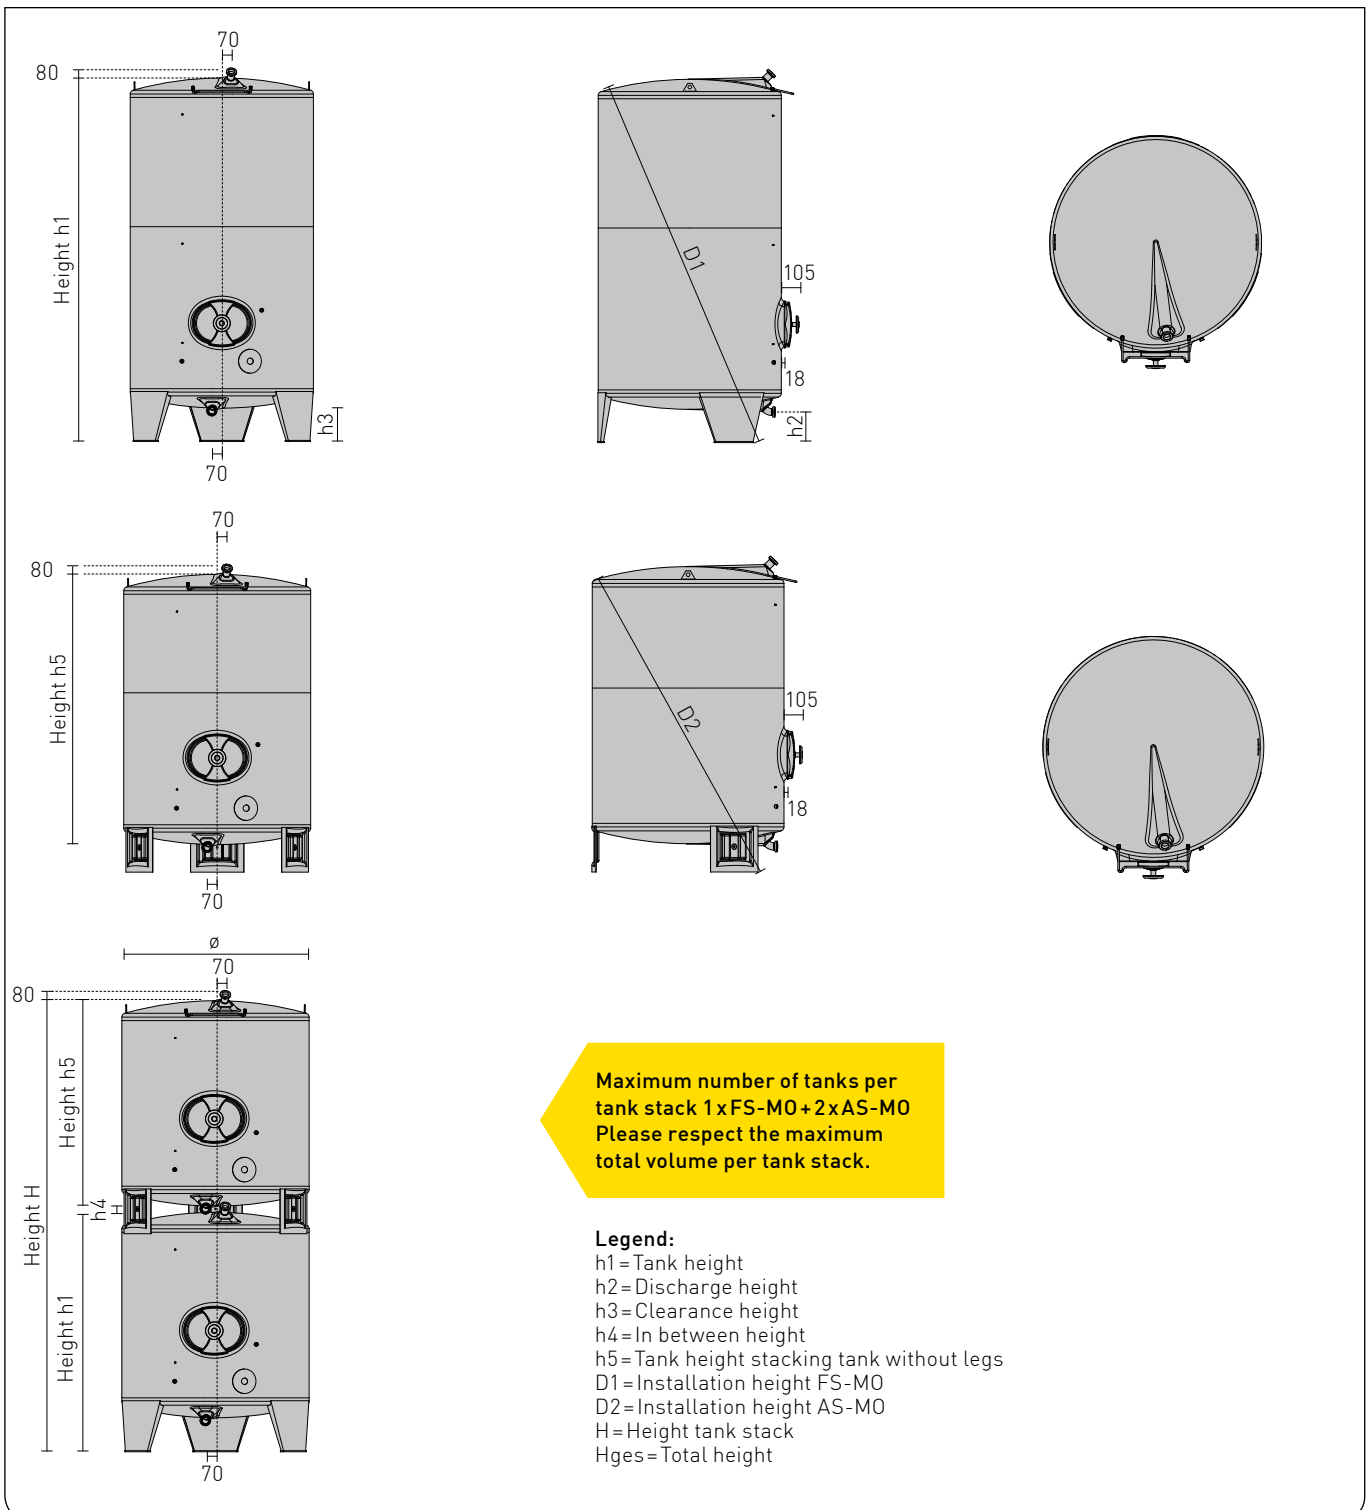 70
80
Height h1
h3
70
D1
105
18
h2
70
80
Height h5
70
D2
105
18
ø
70
80
Height h5
h4
Height H
Height h1
70
Maximum number of tanks per
tank stack 1 x FS-MO + 2 x AS-MO
Please respect the maximum
total volume per tank stack.
Legend:
h1 = Tank height
h2 = Discharge height
h3 = Clearance height
h4 = In between height
h5 = Tank height stacking tank without legs
D1 = Installation height FS-MO
D2 = Installation height AS-MO
H = Height tank stack
Hges = Total height